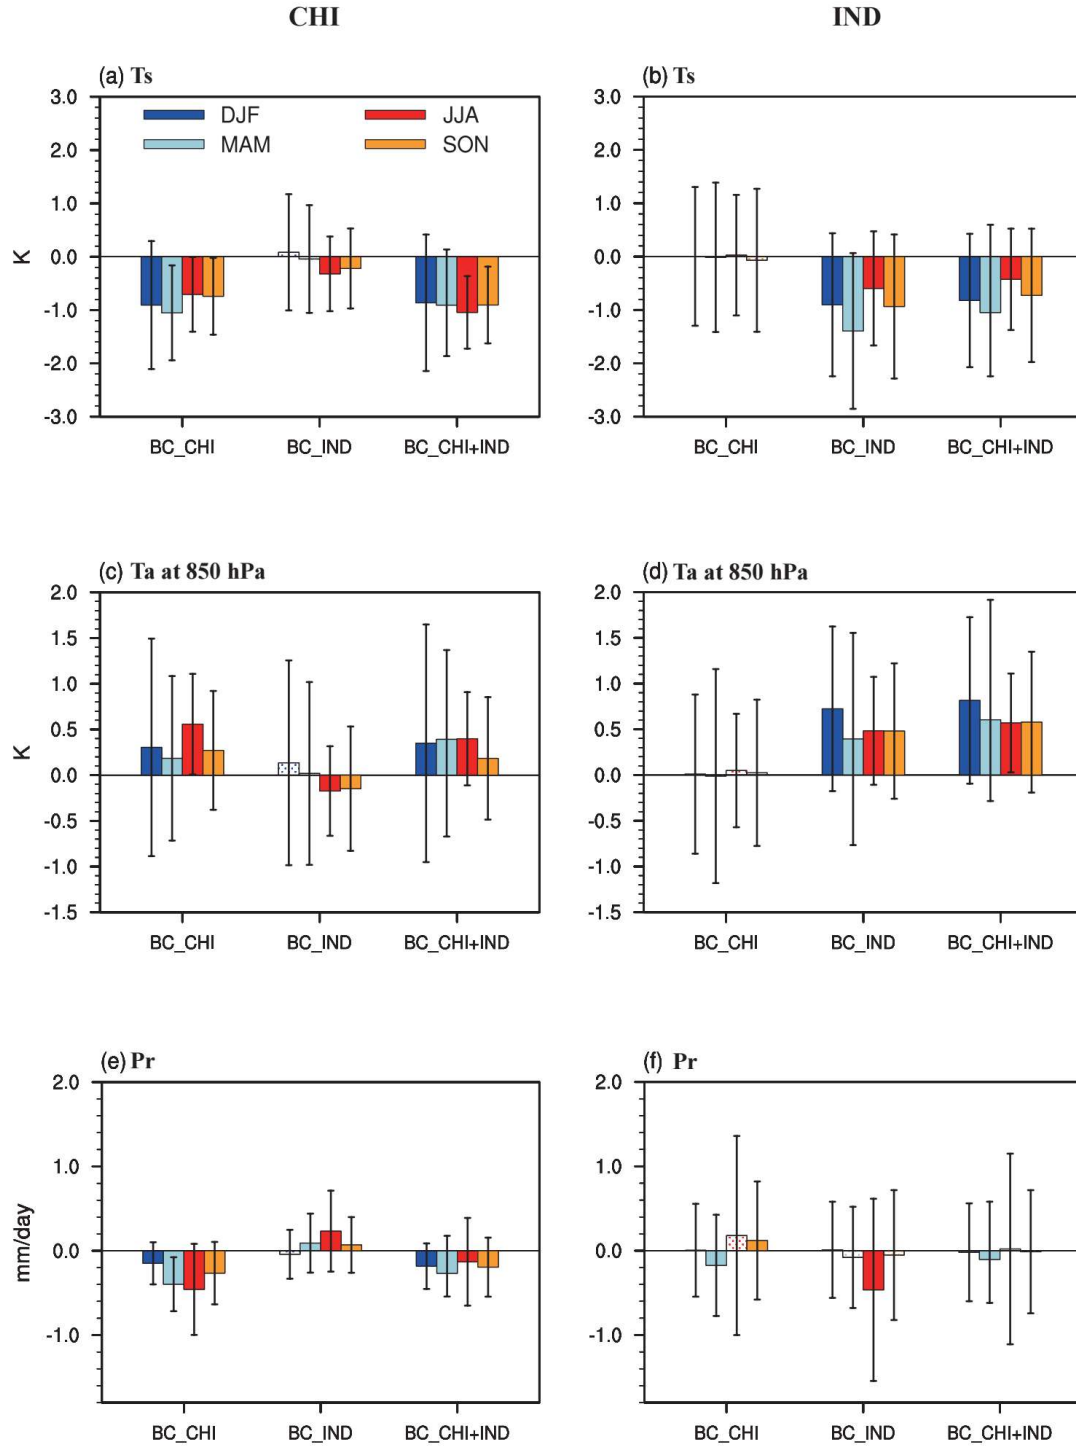 CHI IND
(a) Ts (b) Ts
3.0 3.0
DJF JJA
MAM SON
2.0 2.0
1.0 1.0
K 0.0 0.0
-1.0 -1.0
-2.0 -2.0
-3.0 -3.0
BC_CHI BC_IND BC_CHI+IND BC_CHI BC_IND BC_CHI+IND
(c) Ta at 850 hPa (d) Ta at 850 hPa
2.0 2.0
1.5 1.5
1.0 1.0
0.5 0.5
K 0.0 0.0
-0.5 -0.5
-1.0 -1.0
-1.5 -1.5
BC_CHI BC_IND BC_CHI+IND BC_CHI BC_IND BC_CHI+IND
(e) Pr (f) Pr
2.0 2.0
1.0 1.0
mm/day 0.0 0.0
-1.0 -1.0
BC_CHI BC_IND BC_CHI+IND BC_CHI BC_IND BC_CHI+IND